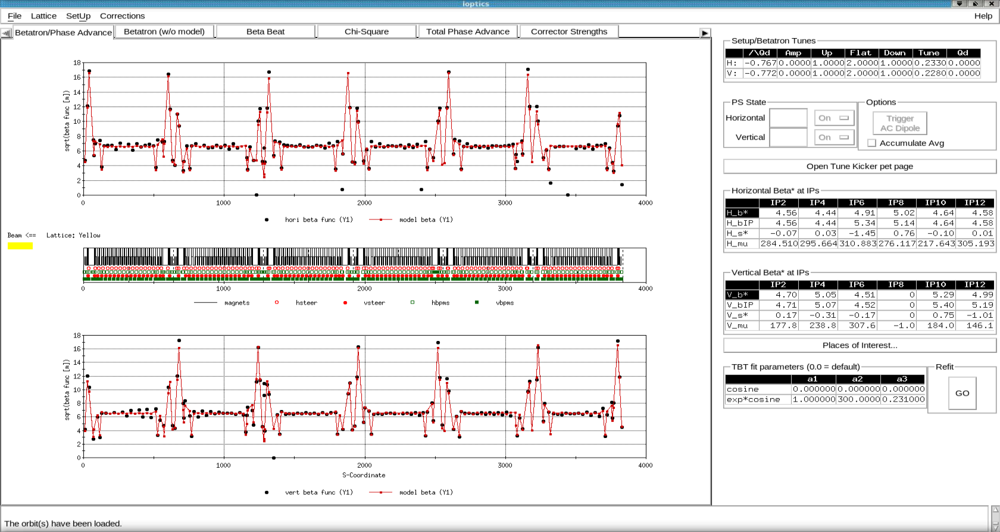 loptics
File Lattice SetUp Corrections Help
Betatron/Phase Advance Betatron (w/o model) Beta Beat Chi-Square Total Phase Advance Corrector Strengths
18
16
14
12
10
8
6
4
2
0
sqrt(beta func [m])
0 1000 2000 3000 4000
hori beta func (Y1) model beta (Y1)
Beam <== Lattice: Yellow
0 1000 2000 3000 4000
magnets hsteer vsteer hbpms vbpms
18
16
14
12
10
8
6
4
2
0
sqrt(beta func [m])
0 1000 2000 3000 4000
S-Coordinate
vert beta func (Y1) model beta (Y1)
Setup/Betatron Tunes
/\Qd Amp Up Flat Down Tune Qd
H: -0.767 0.0000 1.0000 2.0000 1.0000 0.2330 0.0000
V: -0.772 0.0000 1.0000 2.0000 1.0000 0.2280 0.0000
PS State
Horizontal On
Vertical On
Options
Trigger
AC Dipole
Accumulate Avg
Open Tune Kicker pet page
Horizontal Beta* at IPs
IP2 IP4 IP6 IP8 IP10 IP12
H_b* 4.56 4.44 4.91 5.02 4.64 4.58
H_bIP 4.56 4.44 5.34 5.14 4.64 4.58
H_s* -0.07 0.03 -1.45 0.76 -0.10 0.01
H_mu 284.510 295.664 310.883 276.117 217.643 305.193
Vertical Beta* at IPs
IP2 IP4 IP6 IP8 IP10 IP12
V_b* 4.70 5.05 4.51 0 5.29 4.99
V_bIP 4.71 5.07 4.52 0 5.40 5.19
V_s* 0.17 -0.31 -0.17 0 0.75 -1.01
V_mu 177.8 238.8 307.6 -1.0 184.0 146.1
Places of Interest...
TBT fit parameters (0.0 = default)
a1 a2 a3
cosine 0.000000 0.000000 0.000000
exp*cosine 1.000000 300.0000 0.231000
Refit
GO
The orbit(s) have been loaded.